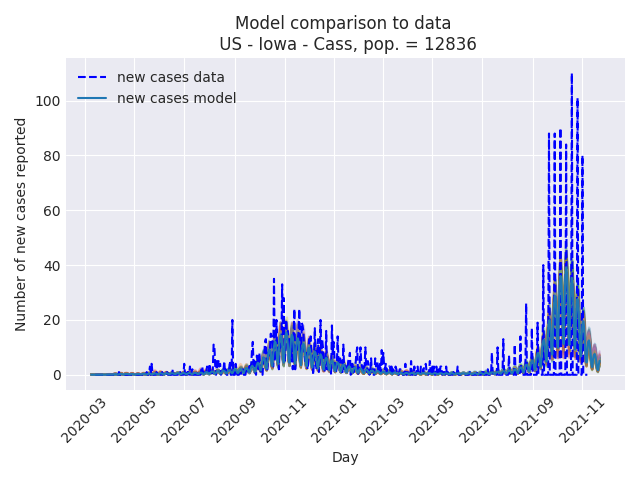 Model comparison to data
US - Iowa - Cass, pop. = 12836
new cases data
new cases model
Number of new cases reported
100
80
60
40
20
0
2020-03
2020-05
2020-07
2020-09
2020-11
2021-01
2021-03
2021-05
2021-07
2021-09
2021-11
Day